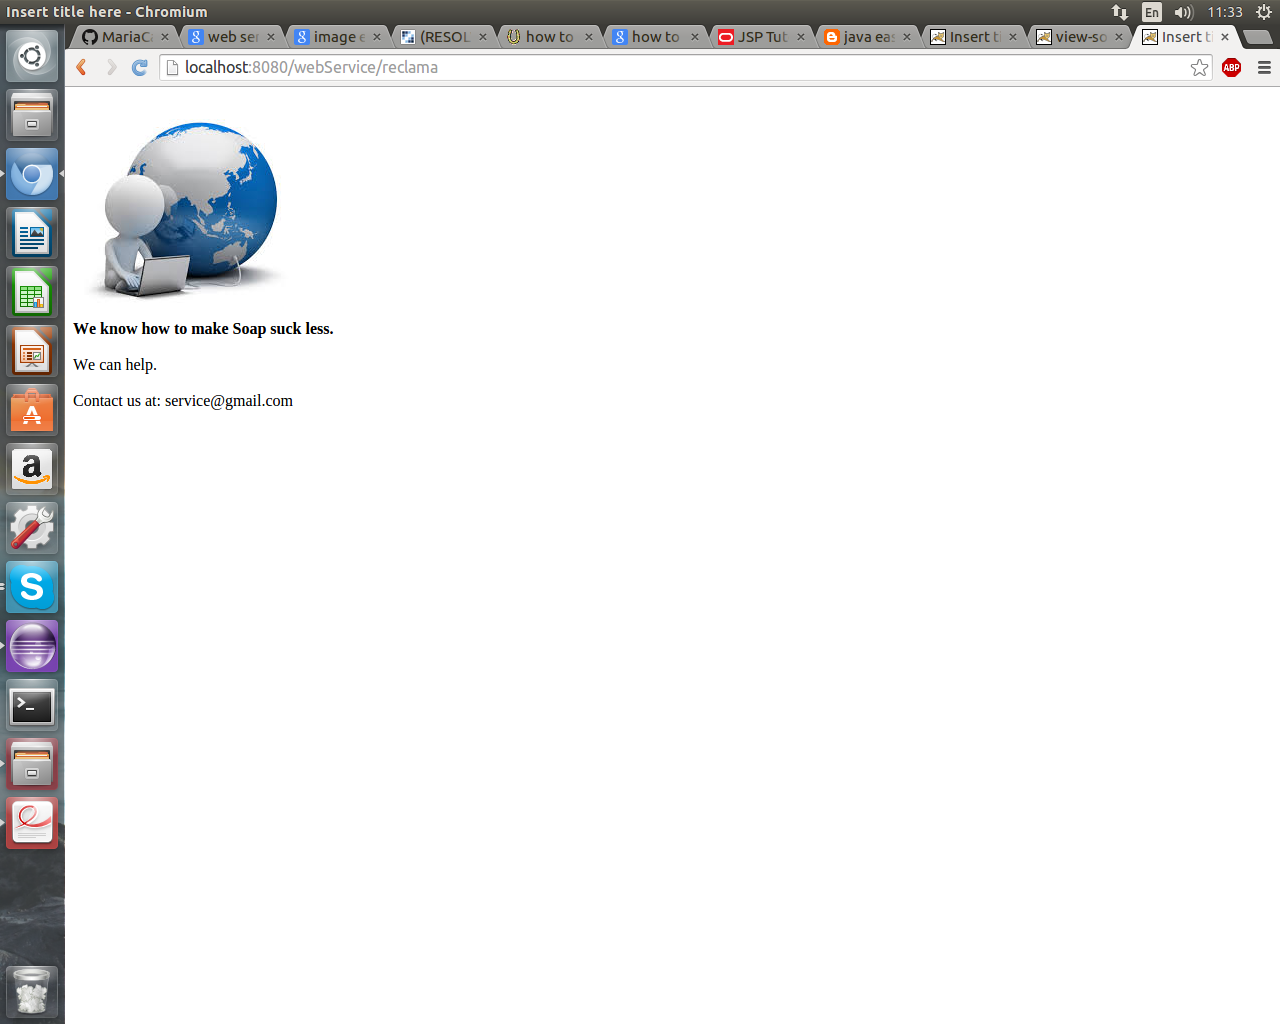 Insert title here - Chromium
En
11:33
MariaC
web ser
image e
(RESOL
how to
how to
JSP Tut
java eas
Insert ti
view-so
Insert ti
localhost:8080/webService/reclama
ABP
We know how to make Soap suck less.
We can help.
Contact us at: service@gmail.com